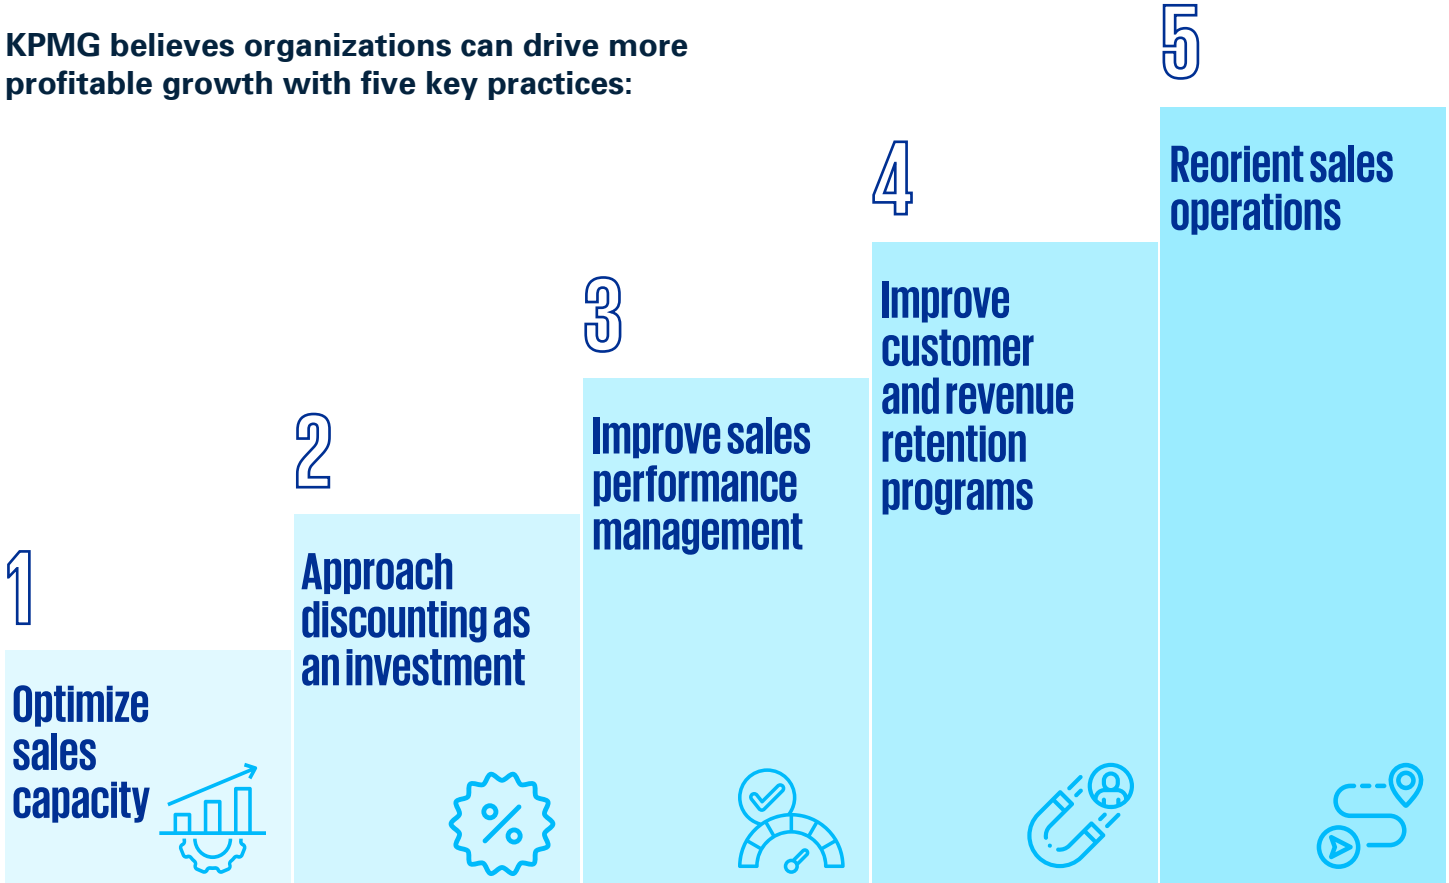 KPMG believes organizations can drive more
profitable growth with five key practices:
1
Optimize
sales
capacity
2
Approach
discounting as
an investment
%
3
Improve sales
performance
management
4
Improve
customer
and revenue
retention
programs
5
Reorient sales
operations